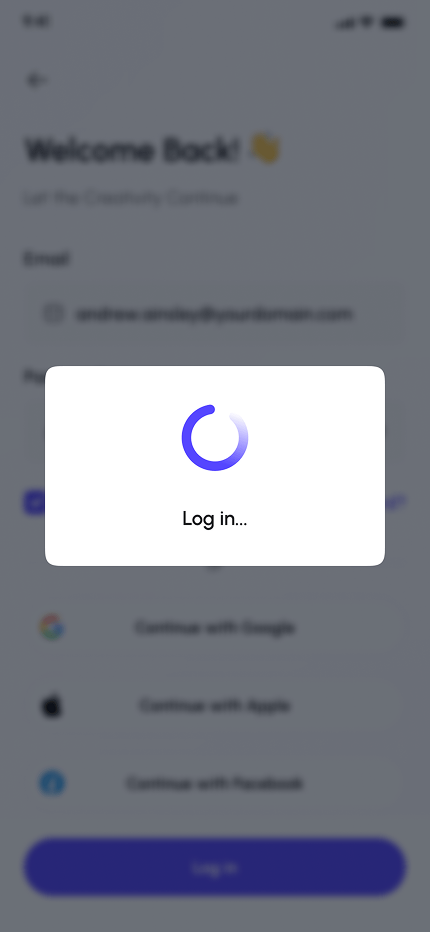 9:41
Welcome Back! 👋
Let the Creativity Continue
Email
andrew.ainsley@yourdomain.com
Log in...
or
Continue with Google
Continue with Apple
Continue with Facebook
Log in